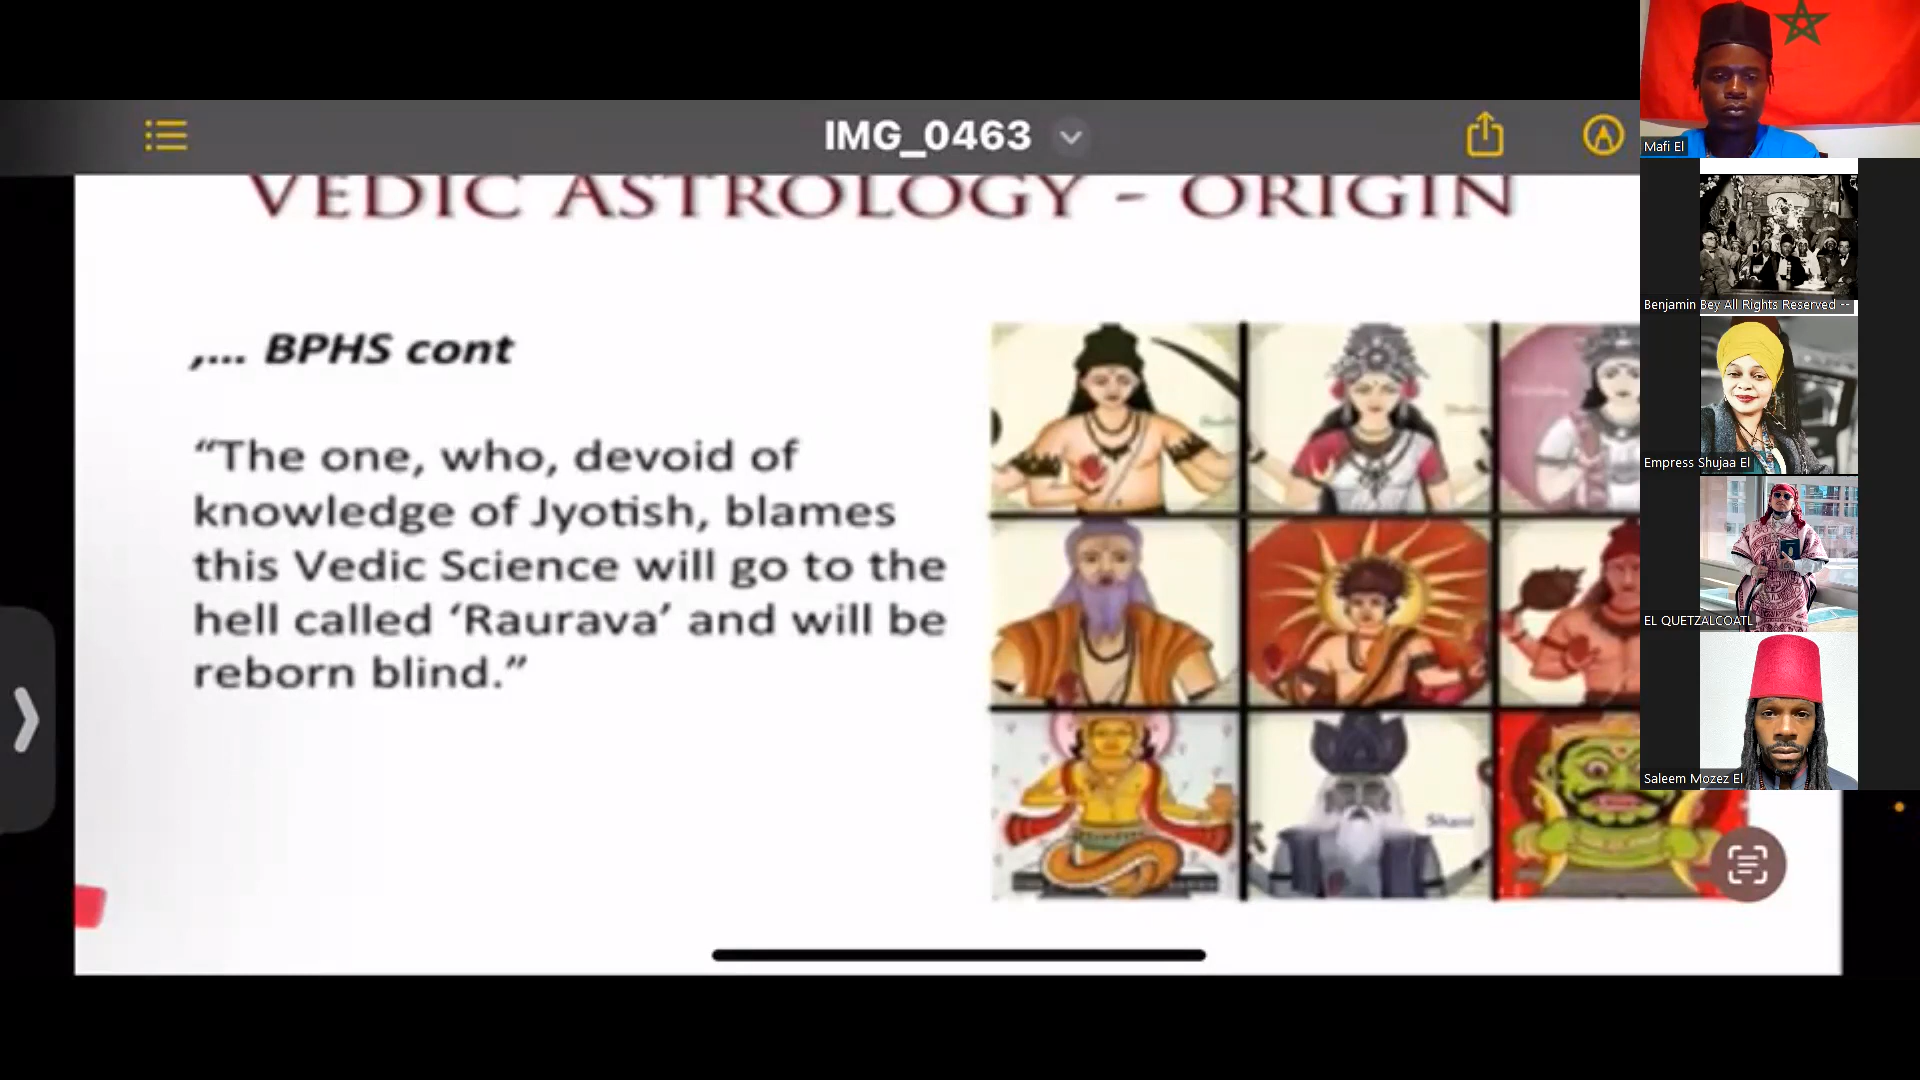 IMG_0463
VEDIC ASTROLOGY - ORIGIN
,... BPHS cont
“The one, who, devoid of
knowledge of Jyotish, blames
this Vedic Science will go to the
hell called ‘Raurava’ and will be
reborn blind.”
Shani
Mafi El
Benjamin Bey All Rights Reserved --
Empress Shujaa El
EL QUETZALCOATL
Saleem Mozez El